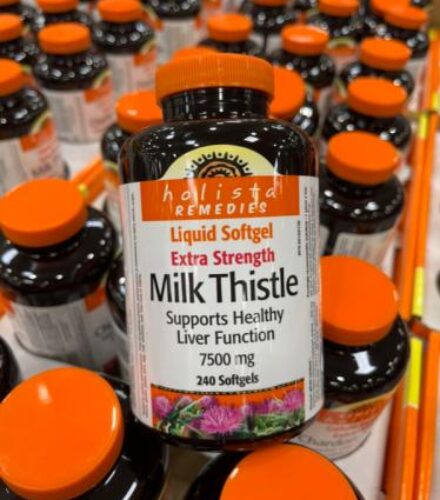 holista
REMEDIES
Liquid Softgel
Extra Strength
Milk Thistle
Supports Healthy
Liver Function
7500 mg
240 Softgels